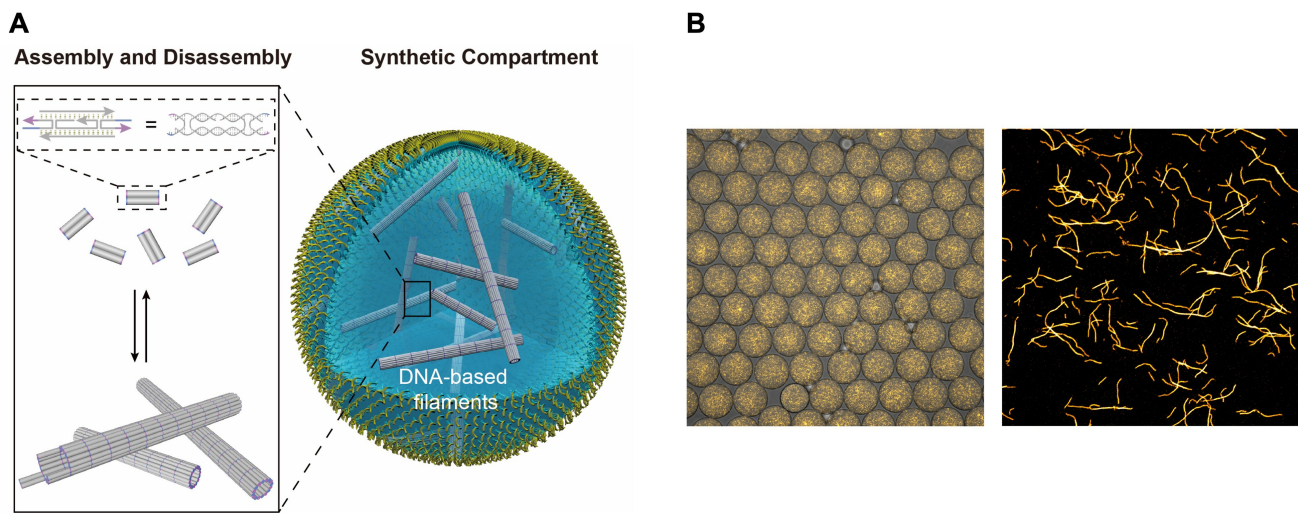 A
B
Assembly and Disassembly
Synthetic Compartment
=
DNA-based
filaments